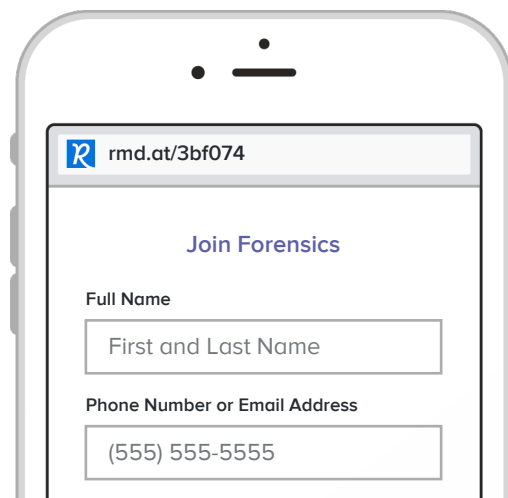 rmd.at/3bf074
Join Forensics
Full Name
First and Last Name
Phone Number or Email Address
(555) 555-5555